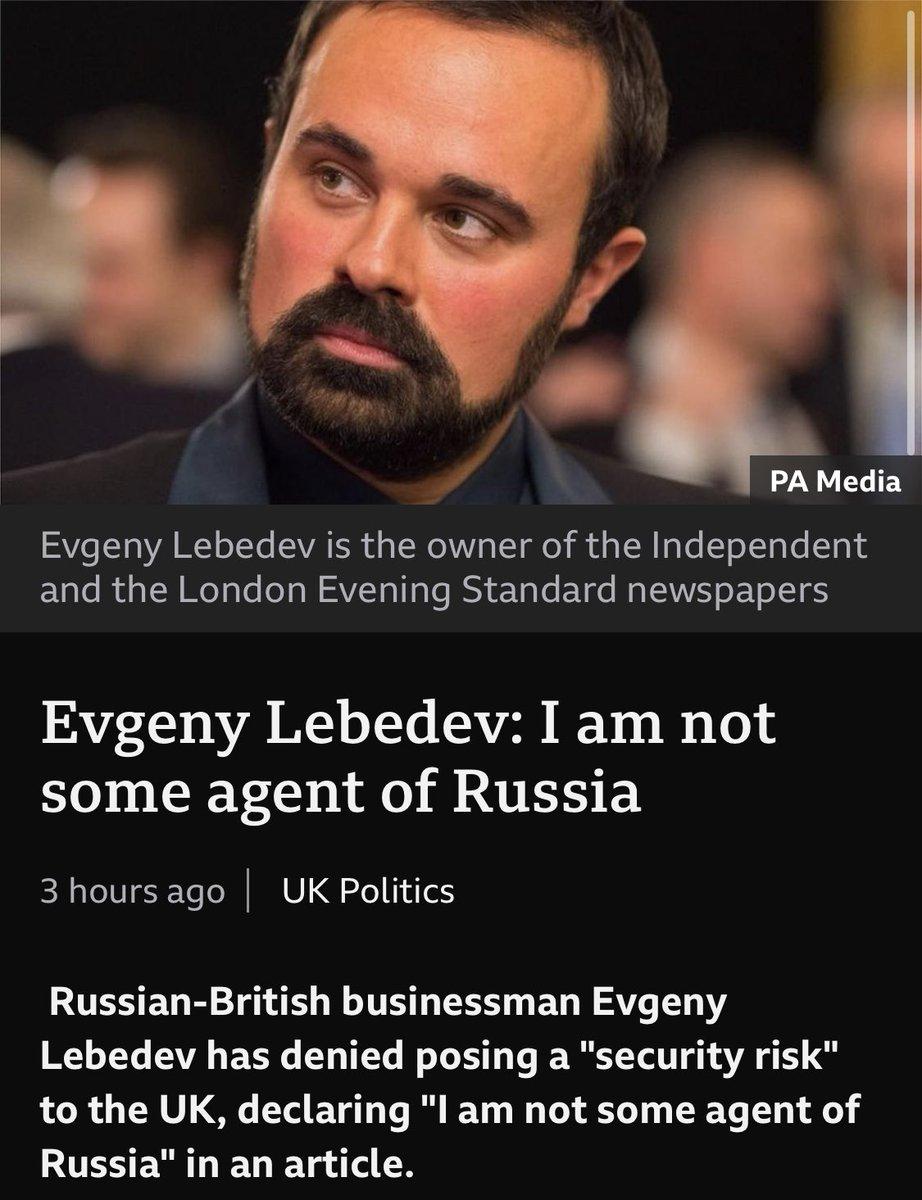 PA Media
Evgeny Lebedev is the owner of the Independent
and the London Evening Standard newspapers
Evgeny Lebedev: I am not
some agent of Russia
3 hours ago | UK Politics
Russian-British businessman Evgeny
Lebedev has denied posing a "security risk"
to the UK, declaring "I am not some agent of
Russia" in an article.